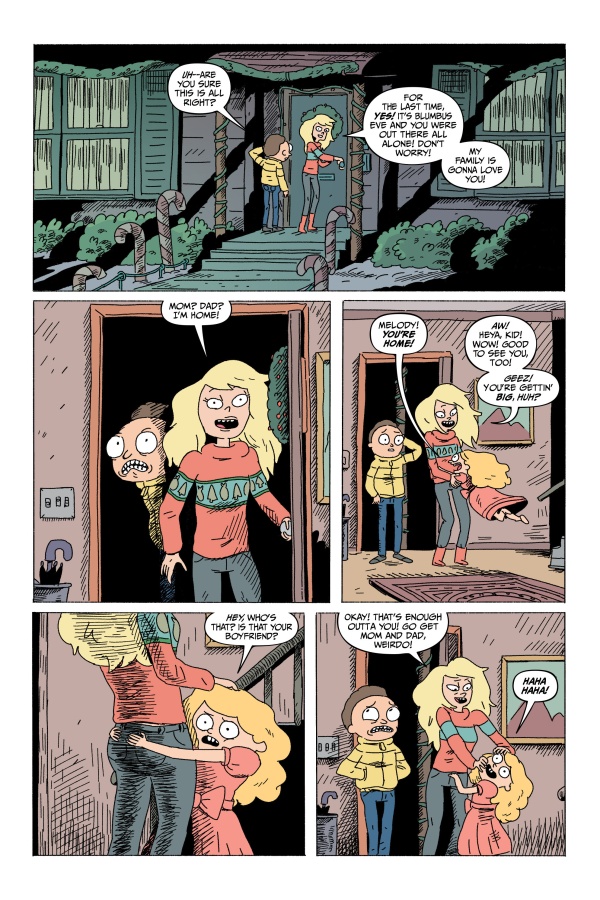 UH--ARE
YOU SURE
THIS IS ALL
RIGHT?
FOR
THE LAST TIME,
YES! IT'S BLUMBUS
EVE AND YOU WERE
OUT THERE ALL
ALONE! DON'T
WORRY!
MY
FAMILY IS
GONNA LOVE
YOU!
MOM? DAD?
I'M HOME!
MELODY!
YOU'RE
HOME!
AW!
HEYA, KID!
WOW! GOOD
TO SEE YOU,
TOO!
GEEZ!
YOU'RE GETTIN'
BIG, HUH?
HEY, WHO'S
THAT? IS THAT YOUR
BOYFRIEND?
OKAY! THAT'S ENOUGH
OUTTA YOU! GO GET
MOM AND DAD,
WEIRDO!
HAHA
HAHA!